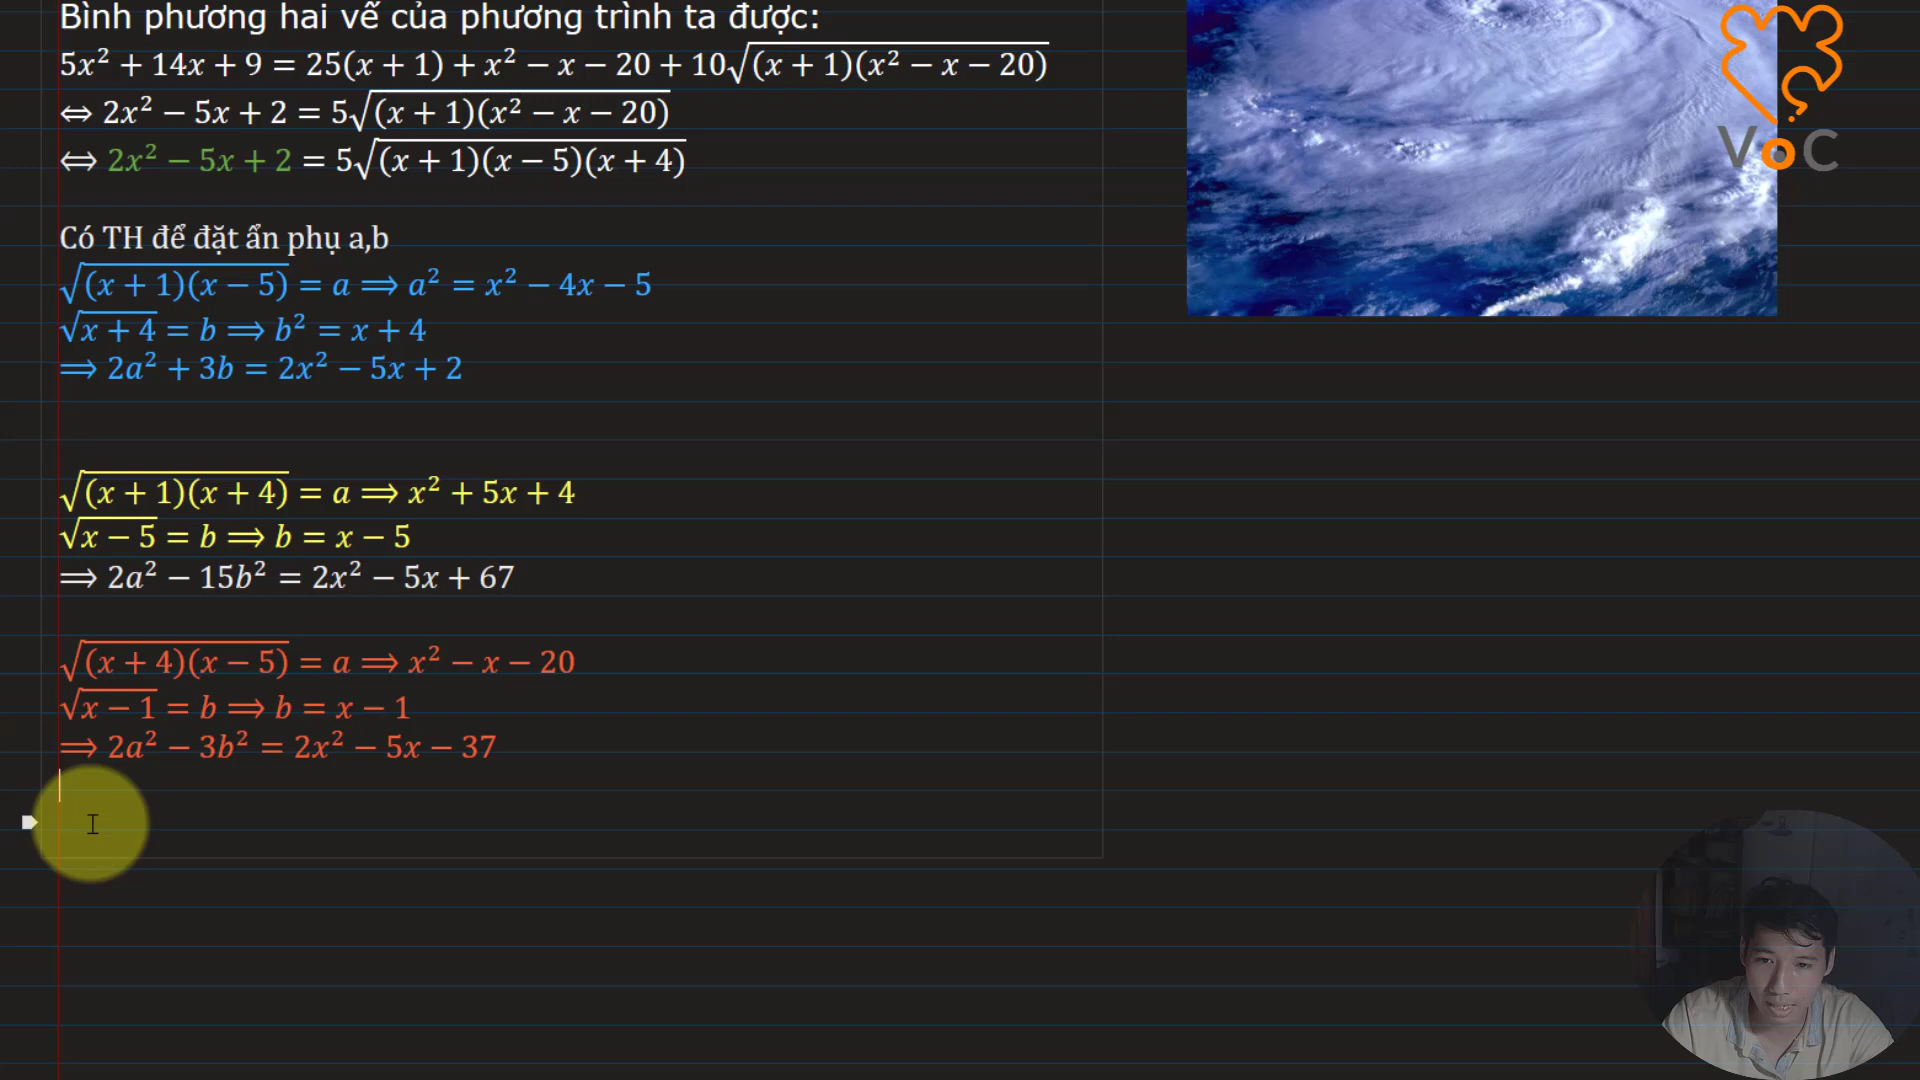 Bình phương hai vế của phương trình ta được:
5x² + 14x + 9 = 25(x + 1) + x² − x − 20 + 10√((x + 1)(x² − x − 20))
⇔ 2x² − 5x + 2 = 5√((x + 1)(x² − x − 20))
⇔ 2x² − 5x + 2 = 5√((x + 1)(x − 5)(x + 4))
Có TH để đặt ẩn phụ a,b
√((x + 1)(x − 5)) = a ⟹ a² = x² − 4x − 5
√(x + 4) = b ⟹ b² = x + 4
⟹ 2a² + 3b = 2x² − 5x + 2
√((x + 1)(x + 4)) = a ⟹ x² + 5x + 4
√(x − 5) = b ⟹ b = x − 5
⟹ 2a² − 15b² = 2x² − 5x + 67
√((x + 4)(x − 5)) = a ⟹ x² − x − 20
√(x − 1) = b ⟹ b = x − 1
⟹ 2a² − 3b² = 2x² − 5x − 37
VoC